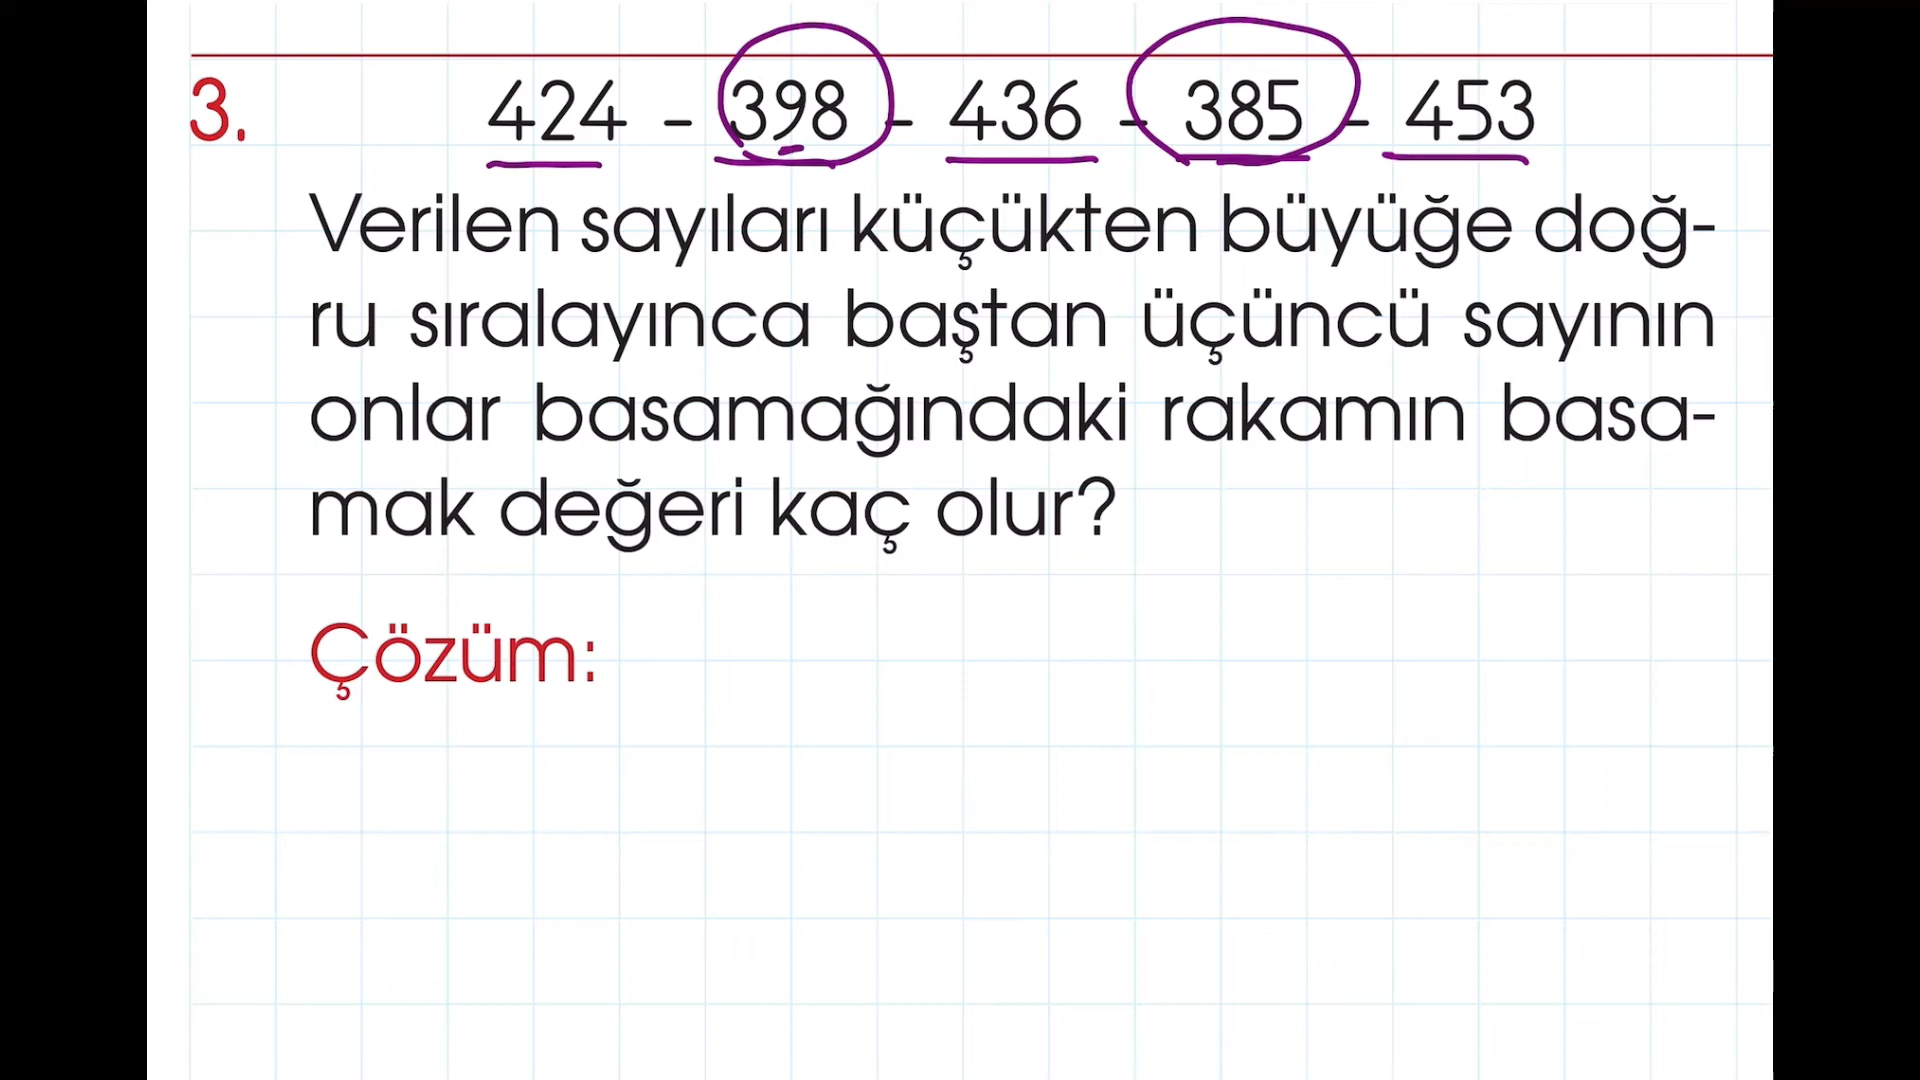 3. 424 - 398 - 436 - 385 - 453
Verilen sayıları küçükten büyüğe doğ-
ru sıralayınca baştan üçüncü sayının
onlar basamağındaki rakamın basa-
mak değeri kaç olur?
Çözüm: